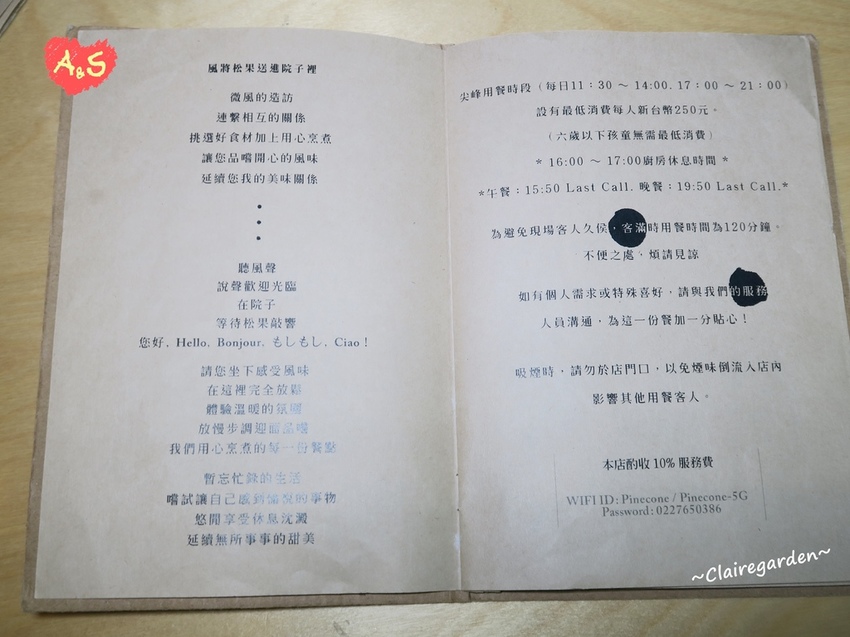 A&S
風將松果送進院子裡
微風的造訪
連繫相互的關係
挑選好食材加上用心烹煮
讓您品嚐開心的風味
延續您我的美味關係
•
•
•
聽風聲
說聲歡迎光臨
在院子
等待松果敲響
您好. Hello. Bonjour. もしもし. Ciao！
請您坐下感受風味
在這裡完全放鬆
體驗溫暖的氛圍
放慢步調迎面品嚐
我們用心烹煮的每一份餐點
暫忘忙錄的生活
嚐試讓自己感到愉悅的事物
悠閒享受休息沈澱
延續無所事事的甜美
尖峰用餐時段（每日11：30 ～ 14:00. 17：00 ～ 21：00）
設有最低消費每人新台幣250元。
（六歲以下孩童無需最低消費）
* 16:00 ～ 17:00廚房休息時間 *
*午餐：15:50 Last Call. 晚餐：19:50 Last Call.*
為避免現場客人久候，客滿時用餐時間為120分鐘。
不便之處，煩請見諒
如有個人需求或特殊喜好，請與我們的服務
人員溝通，為這一份餐加一分貼心！
吸煙時，請勿於店門口，以免煙味倒流入店內
影響其他用餐客人。
本店酌收10%服務費
WIFI ID: Pinecone / Pinecone-5G
Password: 0227650386
~Clairegarden~